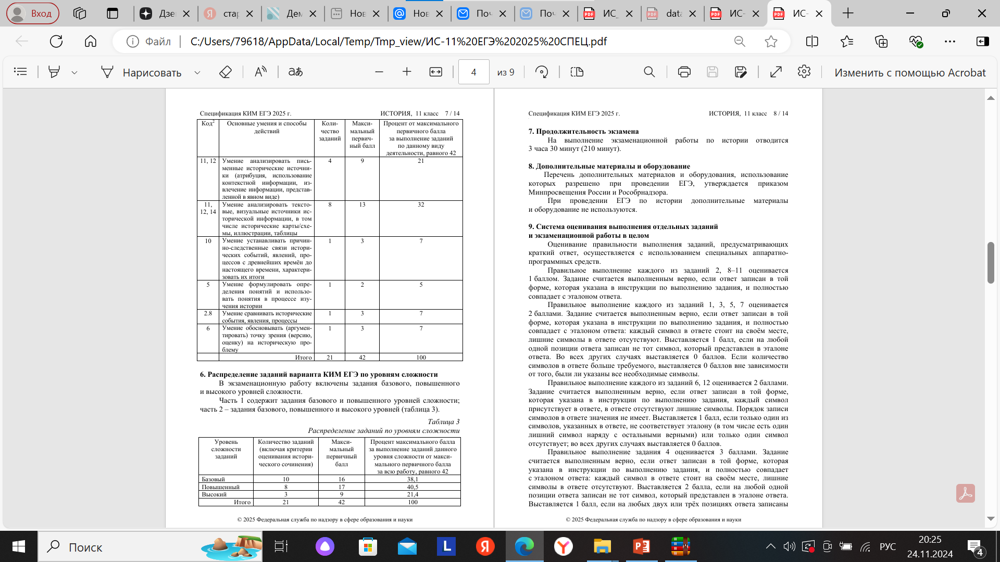 Вход
Дзе
стар
Дем
Нов
Нов
Поч
Поч
ИС_
data
ИС-
ИС-
Файл
C:/Users/79618/AppData/Local/Temp/Tmp_view/ИС-11%20ЕГЭ%202025%20СПЕЦ.pdf
Нарисовать
4
из 9
Изменить с помощью Acrobat
Спецификация КИМ ЕГЭ 2025 г. ИСТОРИЯ, 11 класс 7 / 14
Код2 Основные умения и способы действий Коли-чество заданий Макси-мальный первич-ный балл Процент от максимального первичного балла за выполнение заданий по данному виду деятельности, равного 42
11, 12 Умение анализировать пись- 4 9 21
менные исторические источни-
ки (атрибуция, использование
контекстной информации, из-
влечение информации, представ-
ленной в явном виде)
11, Умение анализировать тексто- 8 13 32
12, 14 вые, визуальные источники ис-
торической информации, в том
числе исторические карты/схе-
мы, иллюстрации, таблицы
10 Умение устанавливать причин- 1 3 7
но-следственные связи истори-
ческих событий, явлений, про-
цессов с древнейших времён до
настоящего времени, характери-
зовать их итоги
5 Умение формулировать опре- 1 2 5
деления понятий и использо-
вать понятия в процессе изу-
чения истории
2.8 Умение сравнивать исторические 1 3 7
события, явления, процессы
6 Умение обосновывать (аргумен- 1 3 7
тировать) точку зрения (версию,
оценку) на историческую про-
блему
Итого 21 42 100
6. Распределение заданий варианта КИМ ЕГЭ по уровням сложности
В экзаменационную работу включены задания базового, повышенного
и высокого уровней сложности.
Часть 1 содержит задания базового и повышенного уровней сложности;
часть 2 – задания базового, повышенного и высокого уровней (таблица 3).
Таблица 3
Распределение заданий по уровням сложности
Уровень сложности заданий Количество заданий (включая критерии оценивания истори-ческого сочинения) Макси-мальный первичный балл Процент максимального балла за выполнение заданий данного уровня сложности от макси-мального первичного балла за всю работу, равного 42
Базовый 10 16 38,1
Повышенный 8 17 40,5
Высокий 3 9 21,4
Итого 21 42 100
© 2025 Федеральная служба по надзору в сфере образования и науки
Спецификация КИМ ЕГЭ 2025 г. ИСТОРИЯ, 11 класс 8 / 14
7. Продолжительность экзамена
На выполнение экзаменационной работы по истории отводится
3 часа 30 минут (210 минут).
8. Дополнительные материалы и оборудование
Перечень дополнительных материалов и оборудования, использование
которых разрешено при проведении ЕГЭ, утверждается приказом
Минпросвещения России и Рособрнадзора.
При проведении ЕГЭ по истории дополнительные материалы
и оборудование не используются.
9. Система оценивания выполнения отдельных заданий
и экзаменационной работы в целом
Оценивание правильности выполнения заданий, предусматривающих
краткий ответ, осуществляется с использованием специальных аппаратно-
программных средств.
Правильное выполнение каждого из заданий 2, 8–11 оценивается
1 баллом. Задание считается выполненным верно, если ответ записан в той
форме, которая указана в инструкции по выполнению задания, и полностью
совпадает с эталоном ответа.
Правильное выполнение каждого из заданий 1, 3, 5, 7 оценивается
2 баллами. Задание считается выполненным верно, если ответ записан в той
форме, которая указана в инструкции по выполнению задания, и полностью
совпадает с эталоном ответа: каждый символ в ответе стоит на своём месте,
лишние символы в ответе отсутствуют. Выставляется 1 балл, если на любой
одной позиции ответа записан не тот символ, который представлен в эталоне
ответа. Во всех других случаях выставляется 0 баллов. Если количество
символов в ответе больше требуемого, выставляется 0 баллов вне зависимости
от того, были ли указаны все необходимые символы.
Правильное выполнение каждого из заданий 6, 12 оценивается 2 баллами.
Задание считается выполненным верно, если ответ записан в той форме,
которая указана в инструкции по выполнению задания, каждый символ
присутствует в ответе, в ответе отсутствуют лишние символы. Порядок записи
символов в ответе значения не имеет. Выставляется 1 балл, если только один из
символов, указанных в ответе, не соответствует эталону (в том числе есть один
лишний символ наряду с остальными верными) или только один символ
отсутствует; во всех других случаях выставляется 0 баллов.
Правильное выполнение задания 4 оценивается 3 баллами. Задание
считается выполненным верно, если ответ записан в той форме, которая
указана в инструкции по выполнению задания, и полностью совпадает
с эталоном ответа: каждый символ в ответе стоит на своём месте, лишние
символы в ответе отсутствуют. Выставляется 2 балла, если на любой одной
позиции ответа записан не тот символ, который представлен в эталоне ответа.
Выставляется 1 балл, если на любых двух или трёх позициях ответа записаны
© 2025 Федеральная служба по надзору в сфере образования и науки
Поиск
РУС
20:25
24.11.2024
4